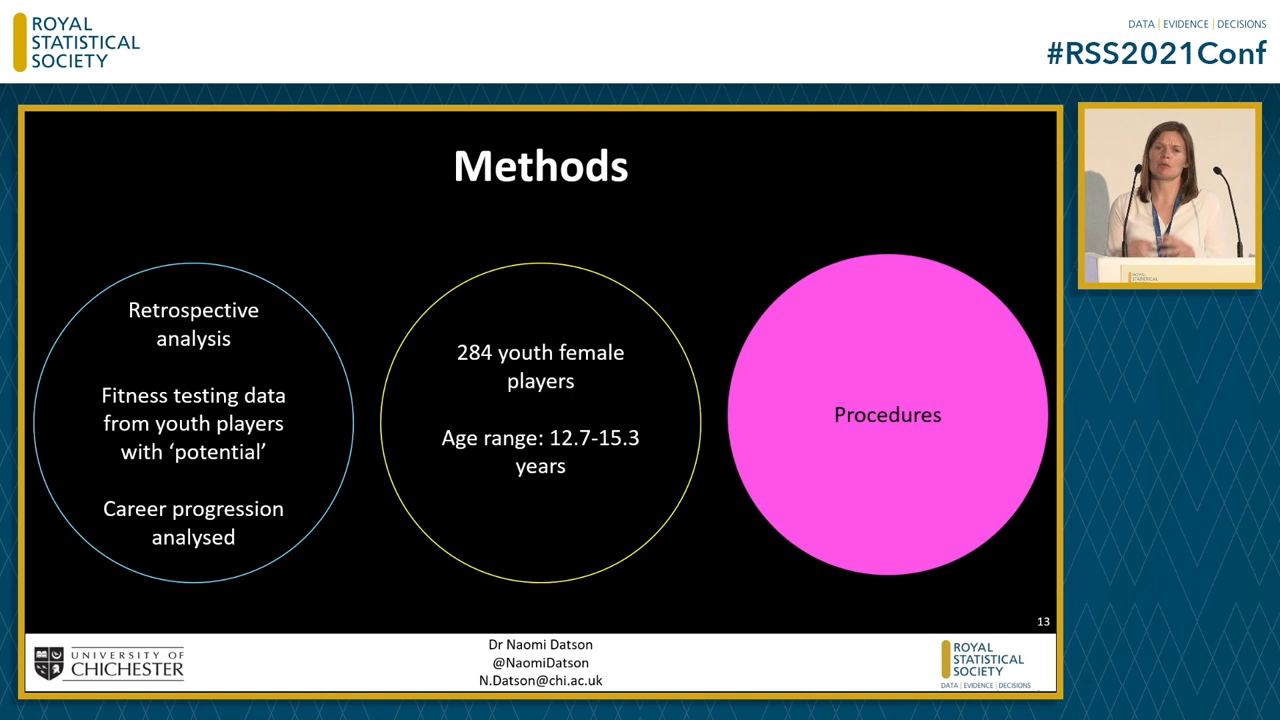 ROYAL
STATISTICAL
SOCIETY
DATA | EVIDENCE | DECISIONS
#RSS2021Conf
Methods
Retrospective
analysis
Fitness testing data
from youth players
with ‘potential’
Career progression
analysed
284 youth female
players
Age range: 12.7-15.3
years
Procedures
13
UNIVERSITY OF
CHICHESTER
Dr Naomi Datson
@NaomiDatson
N.Datson@chi.ac.uk
ROYAL
STATISTICAL
SOCIETY
DATA | EVIDENCE | DECISIONS
ROYAL
STATISTICAL